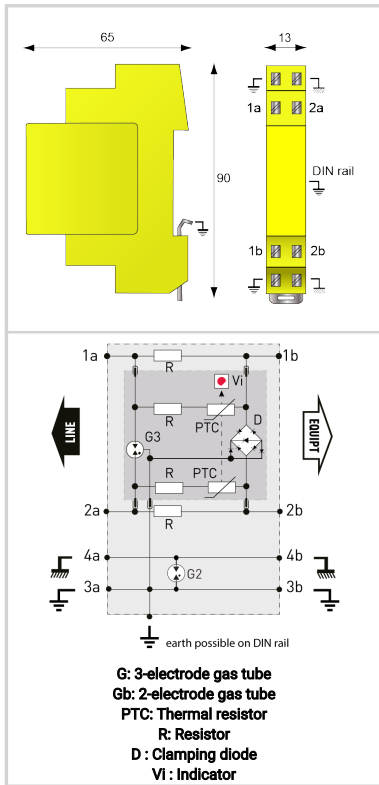 65
13
1a
2a
90
DIN rail
1b
2b
1a
1b
R
Vi
R
PTC
D
G3
LINE
EQUIPT
R
PTC
2a
2b
R
4a
4b
G2
3a
3b
earth possible on DIN rail
G: 3-electrode gas tube
Gb: 2-electrode gas tube
PTC: Thermal resistor
R: Resistor
D : Clamping diode
Vi : Indicator